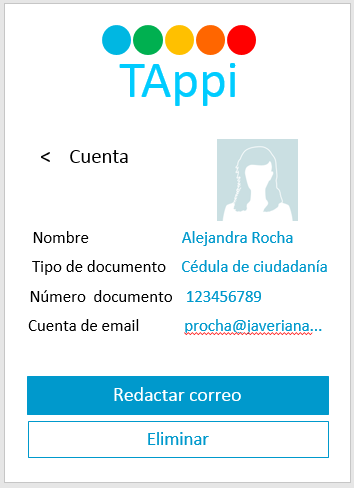 TAppi
< Cuenta
Nombre Alejandra Rocha
Tipo de documento Cédula de ciudadanía
Número documento 123456789
Cuenta de email procha@javeriana...
Redactar correo
Eliminar